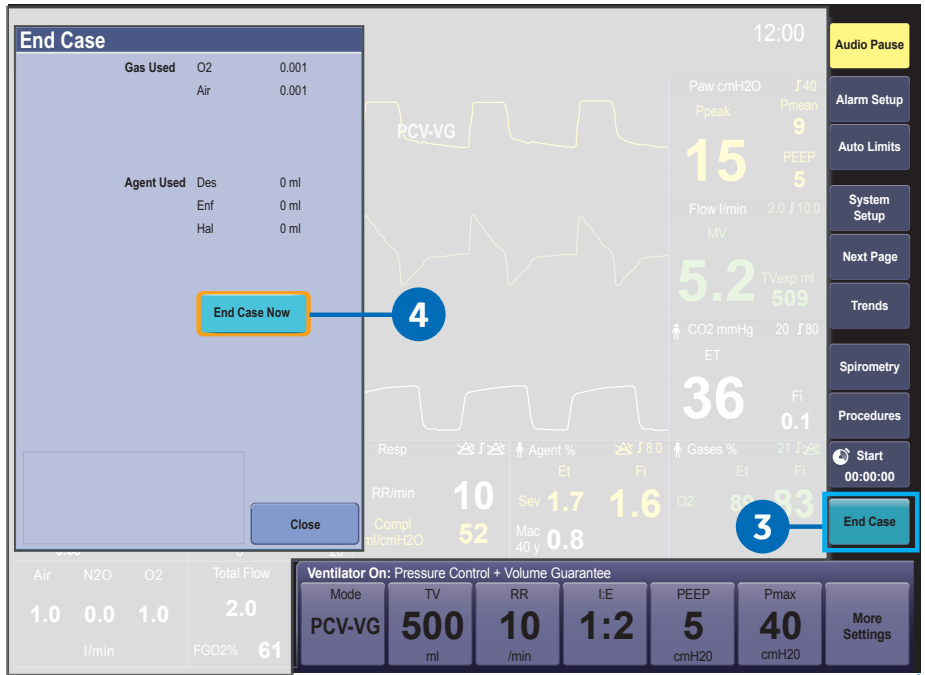 End Case
Gas Used O2 0.001
Air 0.001
Agent Used Des 0 ml
Enf 0 ml
Hal 0 ml
End Case Now
4
Close
12:00
PCV-VG
Paw cmH2O 40
Ppeak Pmean
15 9
PEEP
5
Flow l/min 2.0 10.0
MV
5.2 TVexp ml
509
CO2 mmHg 20 80
ET
36 Fi
0.1
Resp
RR/min 10
Compl
ml/cmH2O 52
Agent % 8.0
Et Fi
Sev 1.7 1.6
Mac
40 y 0.8
Gases % 21
Et Fi
O2 83
3
Air N2O O2 Total Flow
1.0 0.0 1.0 2.0
l/min FGO2% 61
Ventilator On: Pressure Control + Volume Guarantee
Mode TV RR I:E PEEP Pmax
PCV-VG 500 10 1:2 5 40
ml /min cmH20 cmH20
More
Settings
Audio Pause
Alarm Setup
Auto Limits
System
Setup
Next Page
Trends
Spirometry
Procedures
Start
00:00:00
End Case